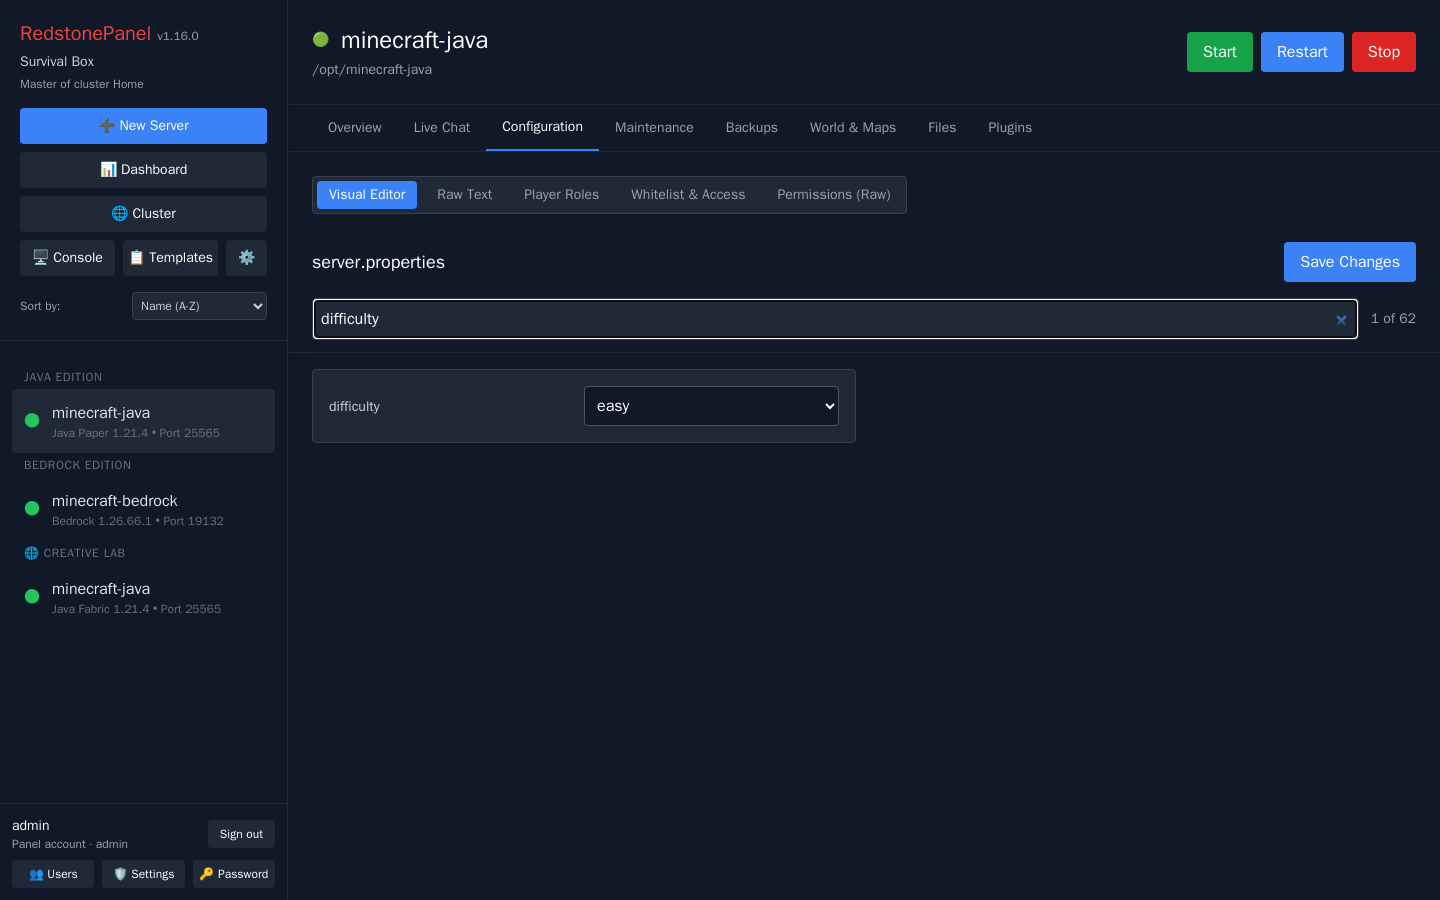 RedstonePanel v1.16.0
Survival Box
Master of cluster Home
➕ New Server
📊 Dashboard
🌐 Cluster
🖥️ Console
📋 Templates
⚙️
Sort by:
Name (A-Z)
JAVA EDITION
minecraft-java
Java Paper 1.21.4 • Port 25565
BEDROCK EDITION
minecraft-bedrock
Bedrock 1.26.66.1 • Port 19132
🌐 CREATIVE LAB
minecraft-java
Java Fabric 1.21.4 • Port 25565
admin
Panel account · admin
Sign out
👥 Users
🛡️ Settings
🔑 Password
minecraft-java
/opt/minecraft-java
Start
Restart
Stop
Overview
Live Chat
Configuration
Maintenance
Backups
World & Maps
Files
Plugins
Visual Editor
Raw Text
Player Roles
Whitelist & Access
Permissions (Raw)
server.properties
Save Changes
difficulty
1 of 62
difficulty
easy